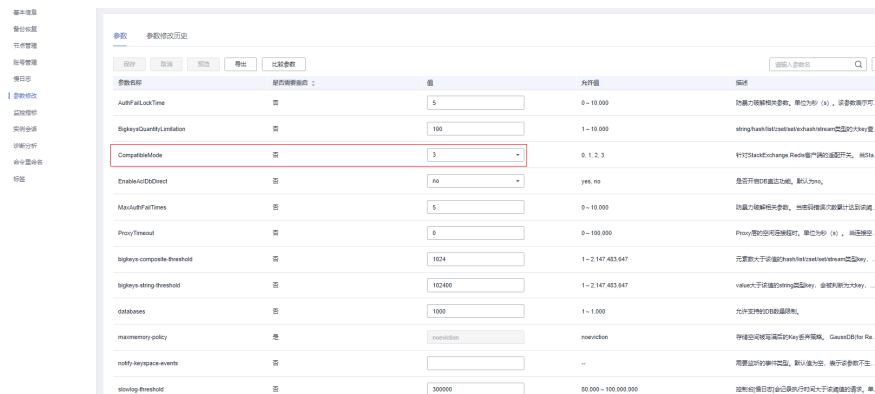 基本信息
备份恢复
节点管理
账号管理
慢日志
参数修改
监控指标
实例会话
诊断分析
命令重命名
标签
参数 参数修改历史
保存 取消 预览 导出 比较参数 请输入参数名
参数名称 是否需要重启 值 允许值 描述
AuthFailLockTime 否 5 0 – 10,000 防暴力破解相关参数。单位为秒（s），该参数表示可...
BigkeysQuantityLimitation 否 100 1 – 10,000 string/hash/list/zset/set/exhash/stream类型的大key显...
CompatibleMode 否 3 0, 1, 2, 3 针对StackExchange.Redis客户端的适配开关。当Sta...
EnableAclDbDirect 否 no yes, no 是否开启DB直达功能。默认为no。
MaxAuthFailTimes 否 5 0 – 10,000 防暴力破解相关参数。当密码错误次数累计达到该阈...
ProxyTimeout 否 0 0 – 100,000 Proxy层的空闲连接超时。单位为秒（s）。当连接空...
bigkeys-composite-threshold 否 1024 1 – 2,147,483,647 元素数大于该值的hash/list/zset/set/stream类型key，...
bigkeys-string-threshold 否 102400 1 – 2,147,483,647 value大于该值的string类型key，会被判断为大key，...
databases 否 1000 1 – 1,000 允许支持的DB数量限制。
maxmemory-policy 是 noeviction noeviction 存储空间被写满后的Key丢弃策略。GaussDB(for Re...
notify-keyspace-events 否 -- 需要监听的事件类型。默认值为空，表示该参数不生...
slowlog-threshold 否 300000 80,000 – 100,000,000 控制台[慢日志]会记录执行时间大于该阈值的请求。单...